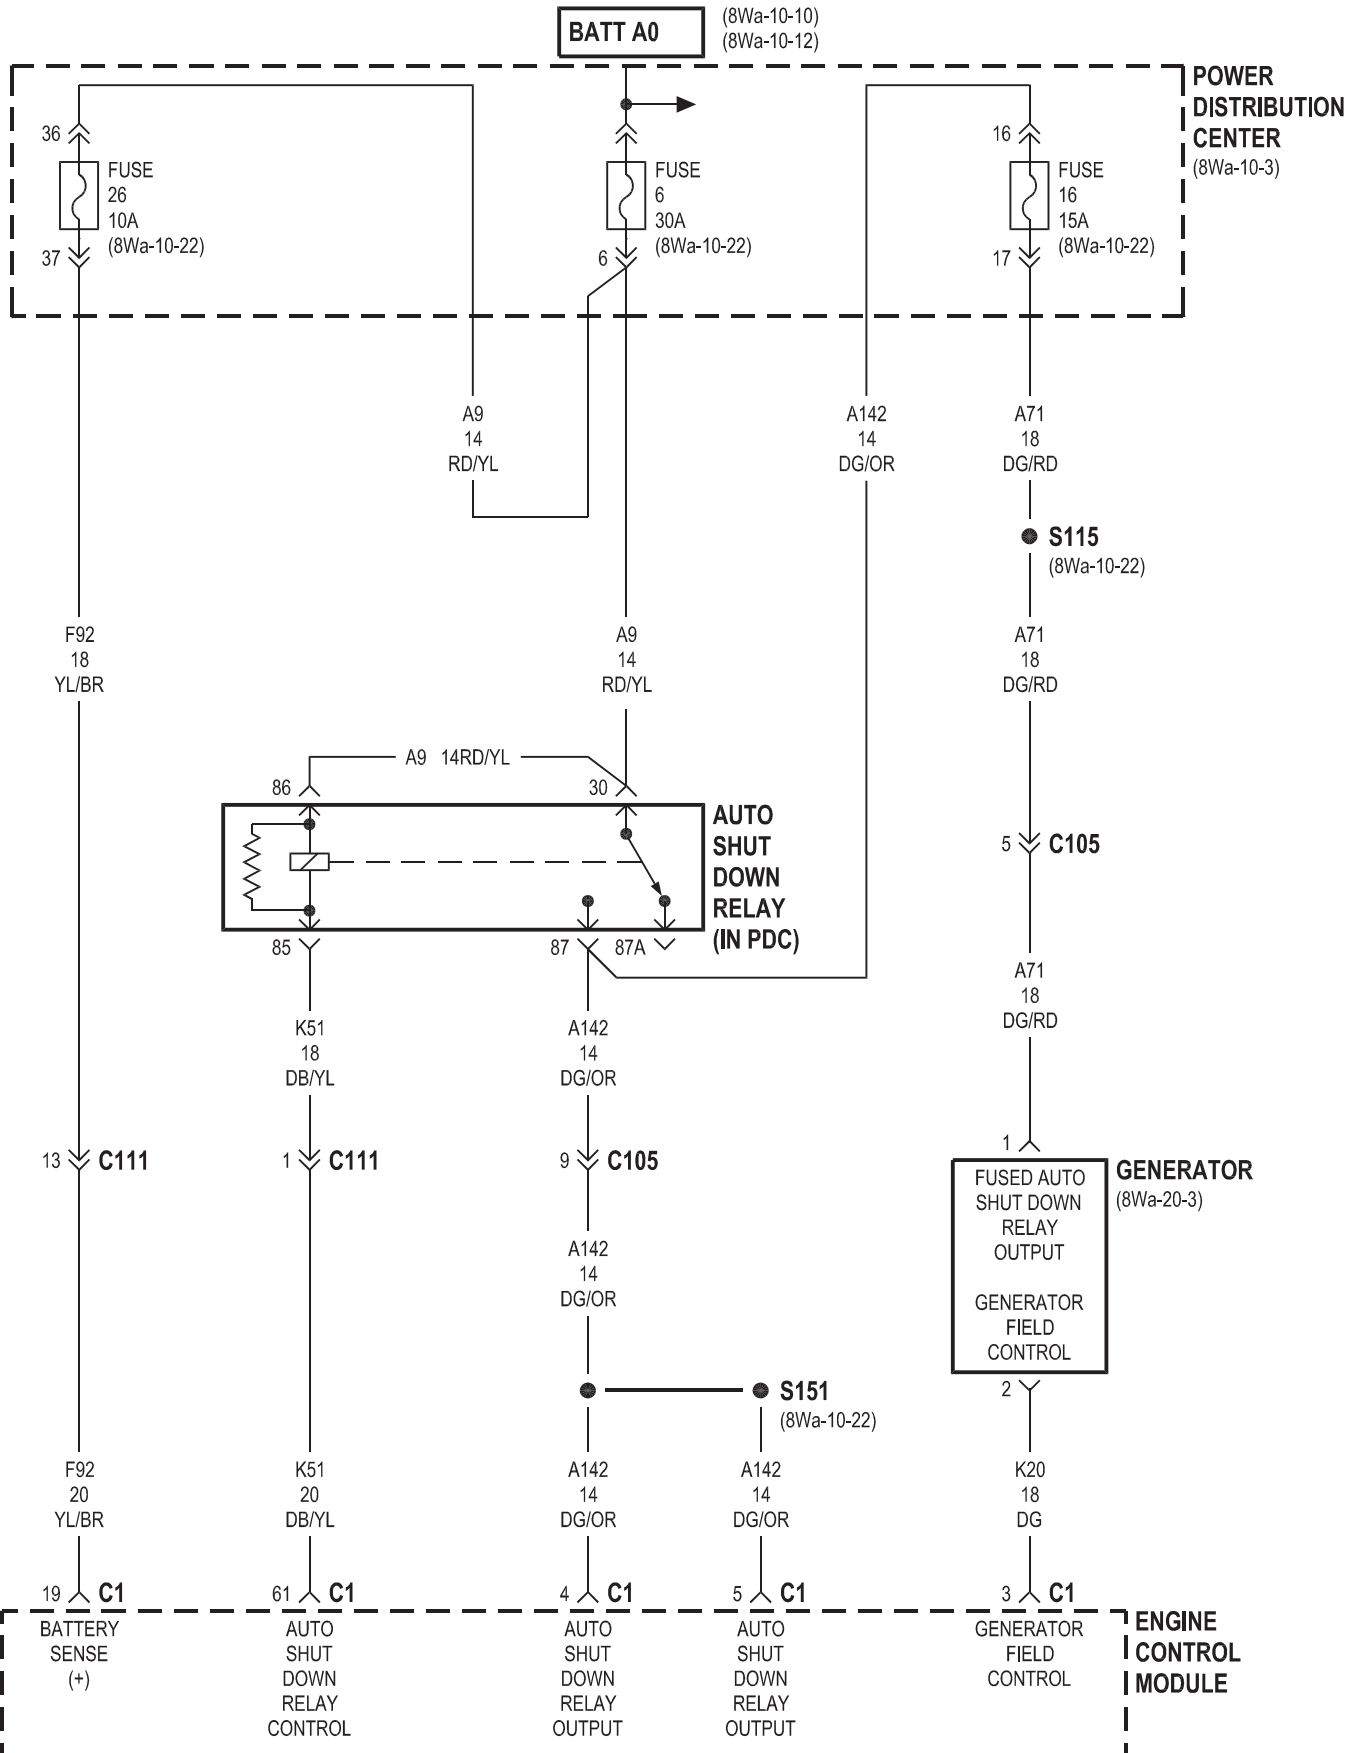 BATT A0
(8Wa-10-10)
(8Wa-10-12)
POWER
DISTRIBUTION
CENTER
(8Wa-10-3)
36
FUSE
26
10A
(8Wa-10-22)
37
FUSE
6
30A
(8Wa-10-22)
6
16
FUSE
16
15A
(8Wa-10-22)
17
A9
14
RD/YL
A142
14
DG/OR
A71
18
DG/RD
S115
(8Wa-10-22)
F92
18
YL/BR
A9
14
RD/YL
A71
18
DG/RD
A9 14RD/YL
86
30
AUTO
SHUT
DOWN
RELAY
(IN PDC)
85
87
87A
5 C105
A71
18
DG/RD
K51
18
DB/YL
A142
14
DG/OR
13 C111
1 C111
9 C105
1
FUSED AUTO
SHUT DOWN
RELAY
OUTPUT
GENERATOR
FIELD
CONTROL
GENERATOR
(8Wa-20-3)
2
A142
14
DG/OR
S151
(8Wa-10-22)
F92
20
YL/BR
K51
20
DB/YL
A142
14
DG/OR
A142
14
DG/OR
K20
18
DG
19 C1
61 C1
4 C1
5 C1
3 C1
BATTERY
SENSE
(+)
AUTO
SHUT
DOWN
RELAY
CONTROL
AUTO
SHUT
DOWN
RELAY
OUTPUT
AUTO
SHUT
DOWN
RELAY
OUTPUT
GENERATOR
FIELD
CONTROL
ENGINE
CONTROL
MODULE